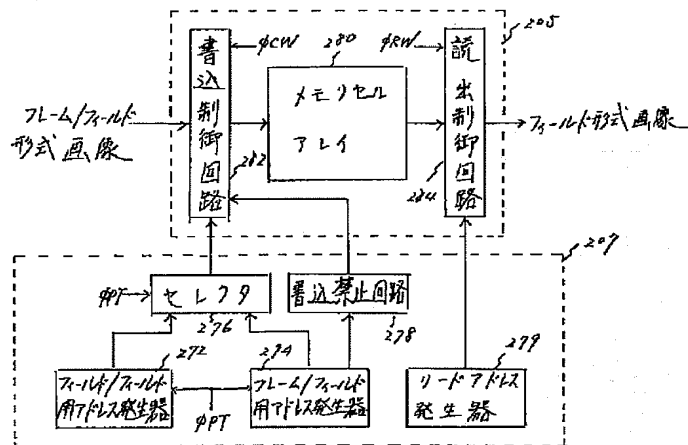 205
φCW
280
φRW
書込制御回路
メモリセル
アレイ
読出制御回路
フレーム/フィールド
形式画像
フィールド形式画像
282
284
207
φPF
セレクタ
書込禁止回路
276
278
272
274
279
フィールド/フィールド
用アドレス発生器
フレーム/フィールド
用アドレス発生器
リードアドレス
発生器
φPT